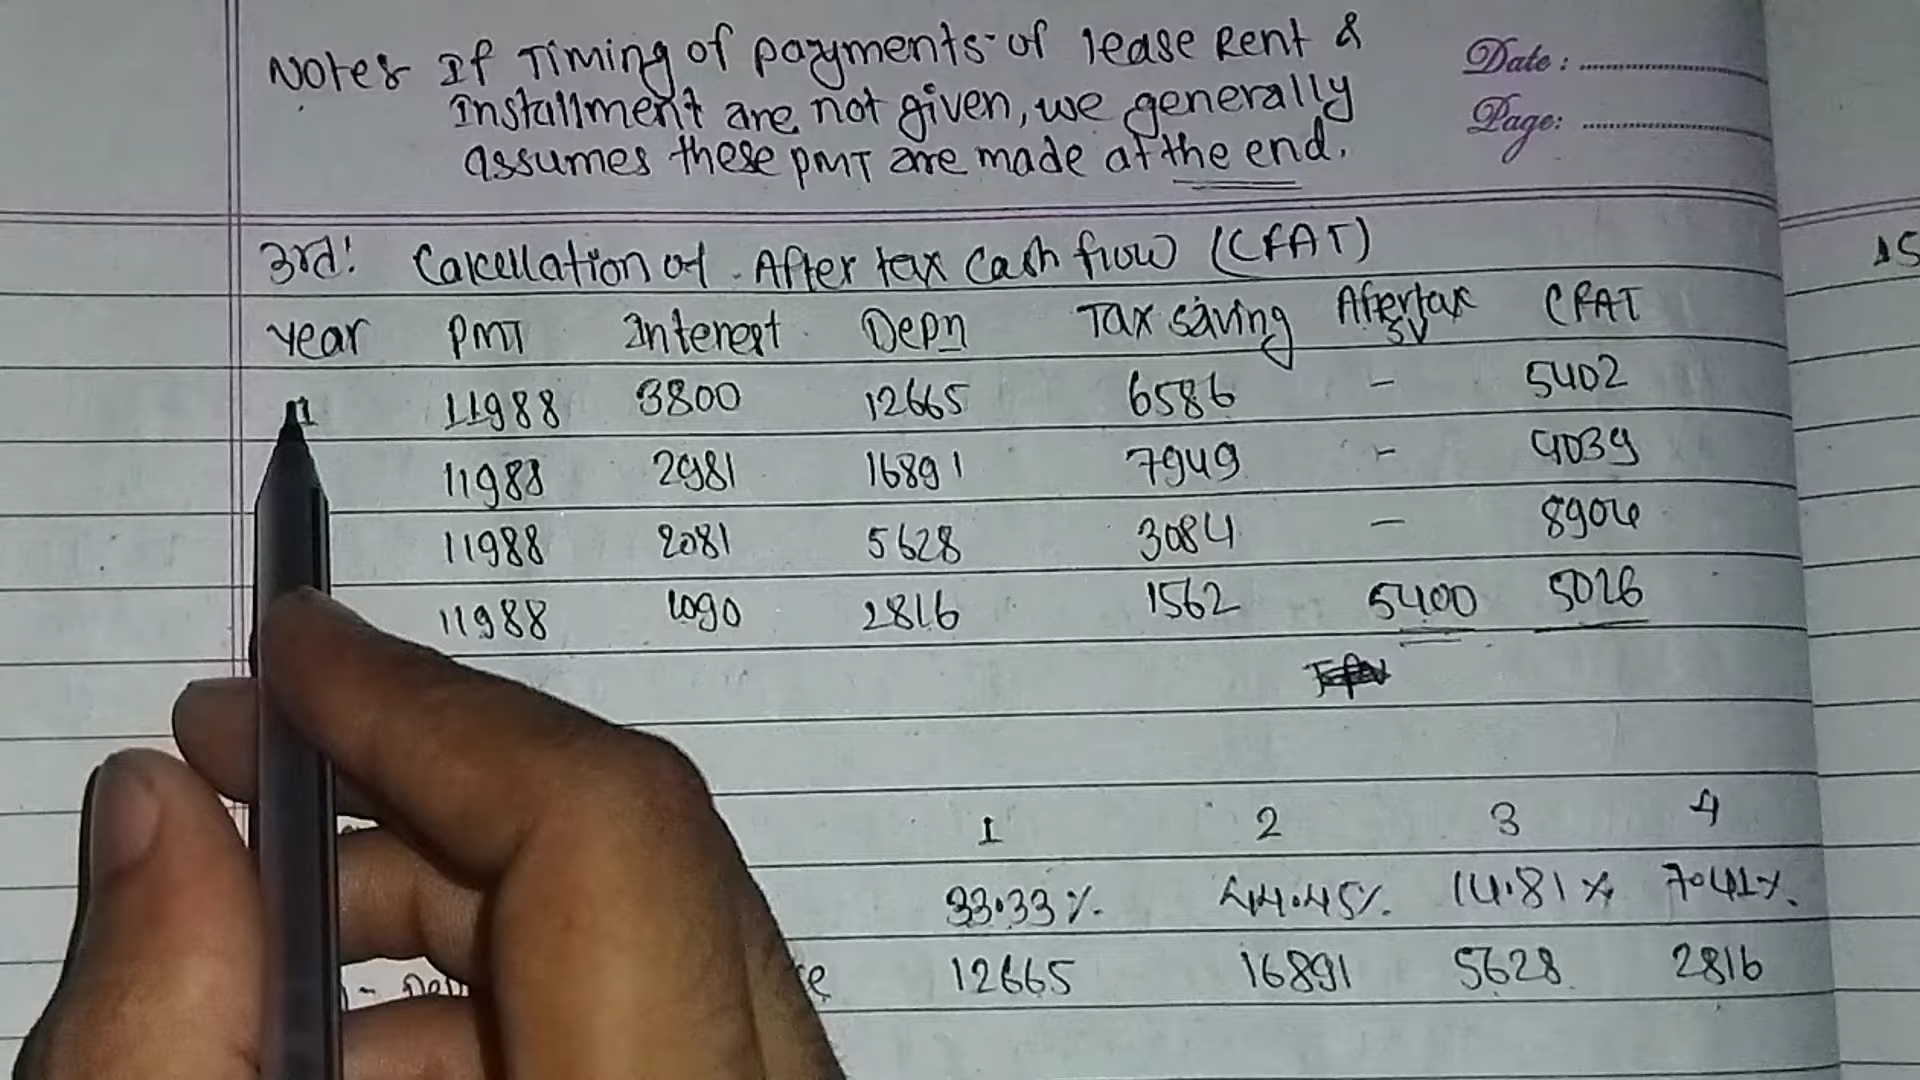 Notes If Timing of payments of lease Rent &
Installment are not given, we generally
assumes these PMT are made at the end.
Date :
Page:
3rd: Calcellation of After tax Cash flow (CFAT)
Year PMT Interest Depn Tax saving Aftertax SV CFAT
1 11988 3800 12665 6586 - 5402
11988 2981 16891 7949 - 4039
11988 2081 5628 3084 - 8904
11988 1090 2816 1562 5400 5026
1 2 3 4
33.33% 44.45% 14.81% 7.41%
12665 16891 5628 2816